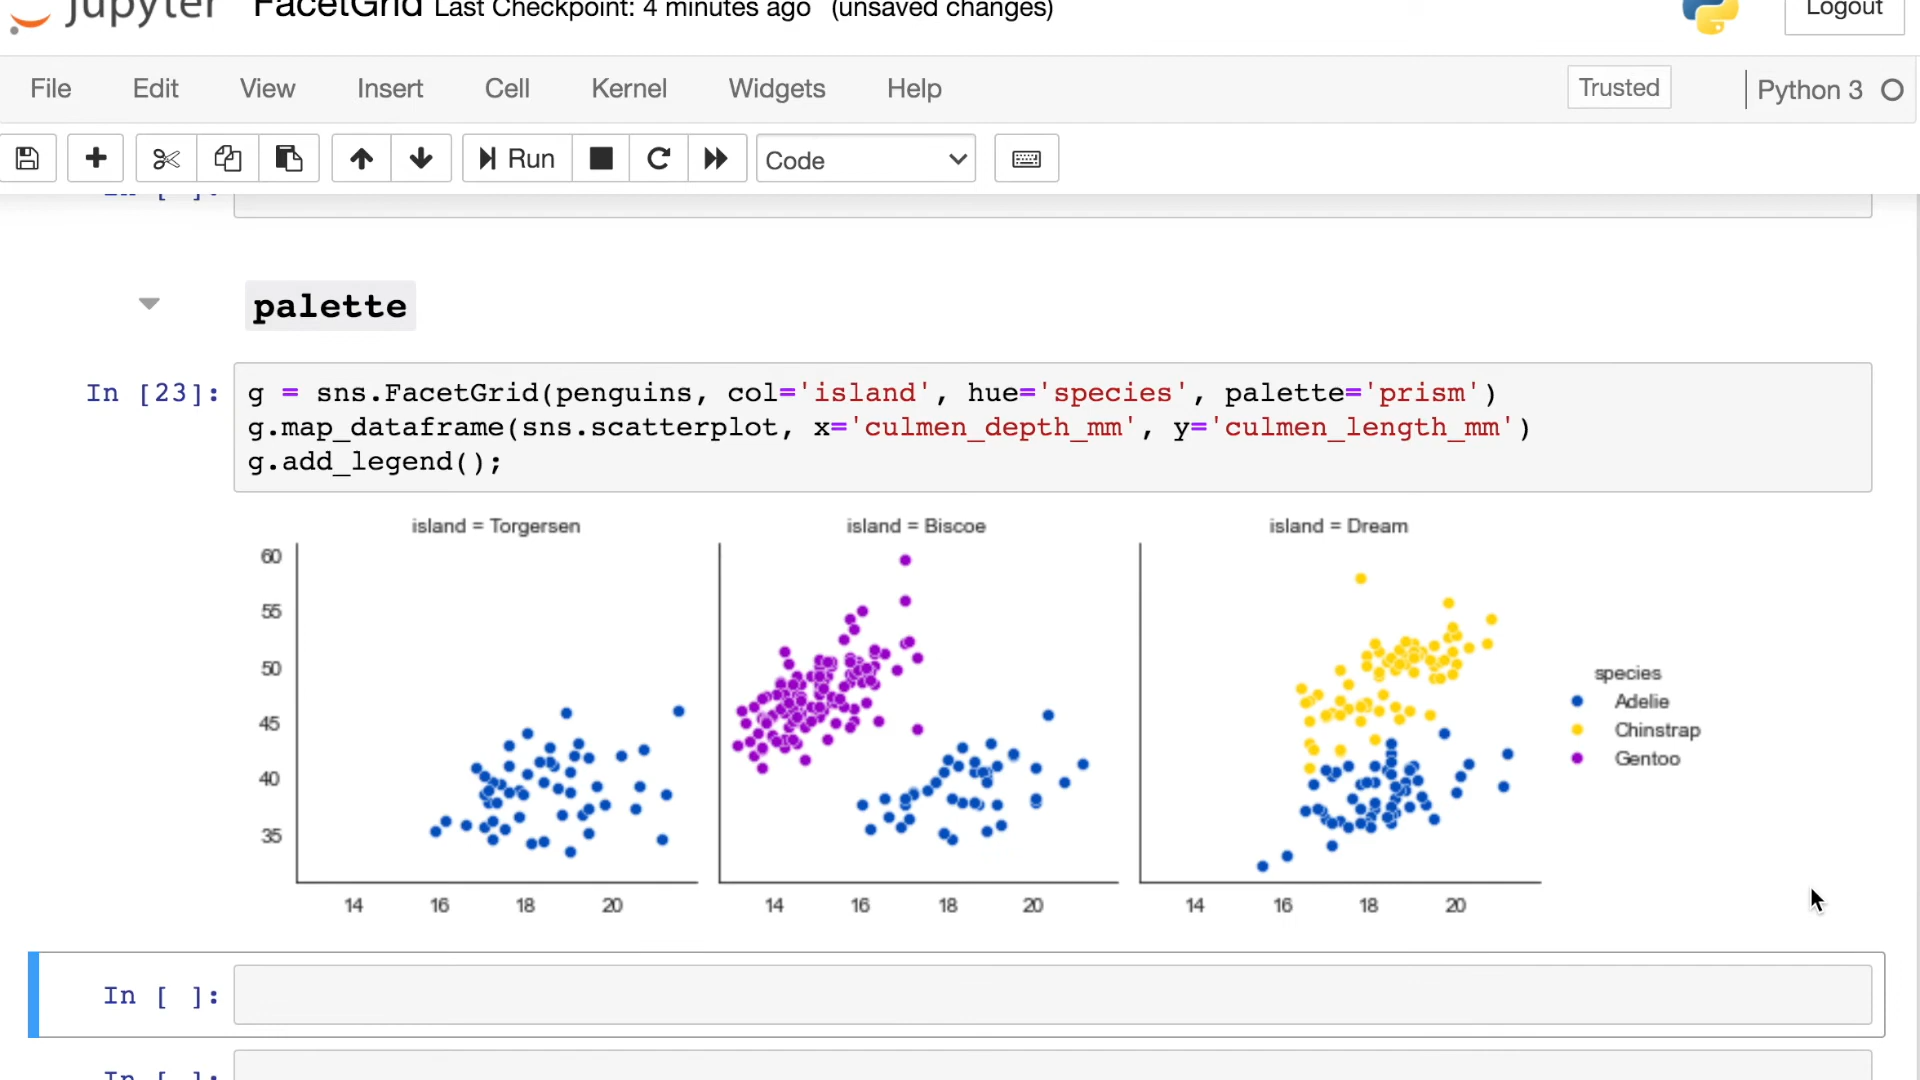 jupyter FacetGrid Last Checkpoint: 4 minutes ago (unsaved changes) Logout
File Edit View Insert Cell Kernel Widgets Help Trusted Python 3
Run Code
In [ ]:
palette
In [23]: g = sns.FacetGrid(penguins, col='island', hue='species', palette='prism')
g.map_dataframe(sns.scatterplot, x='culmen_depth_mm', y='culmen_length_mm')
g.add_legend();
island = Torgersen island = Biscoe island = Dream
60
55
50
45
40
35
species
Adelie
Chinstrap
Gentoo
14 16 18 20 14 16 18 20 14 16 18 20
In [ ]:
In [ ]: